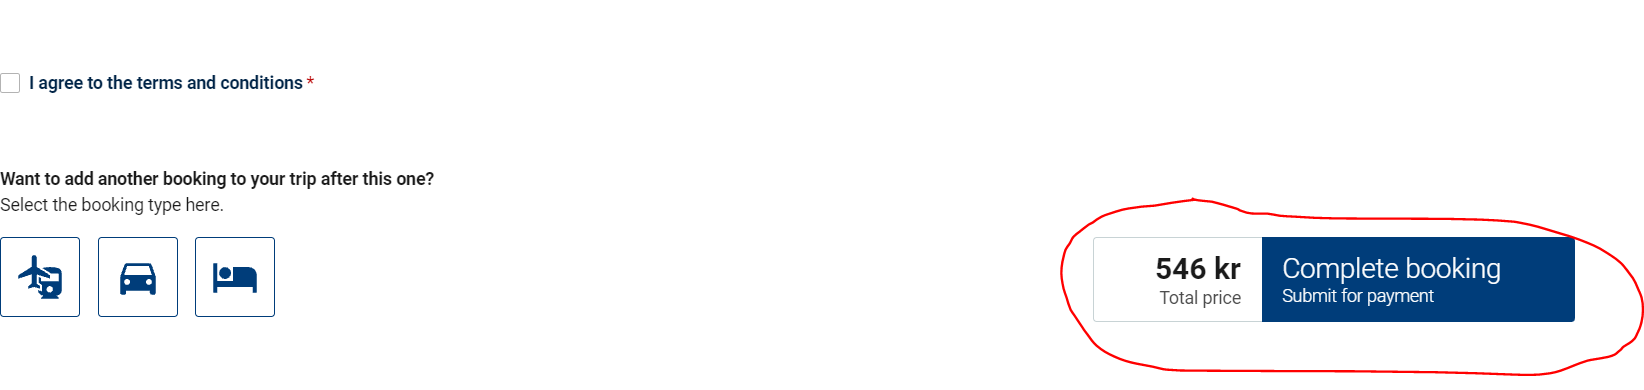 I agree to the terms and conditions *
Want to add another booking to your trip after this one?
Select the booking type here.
546 kr
Total price
Complete booking
Submit for payment